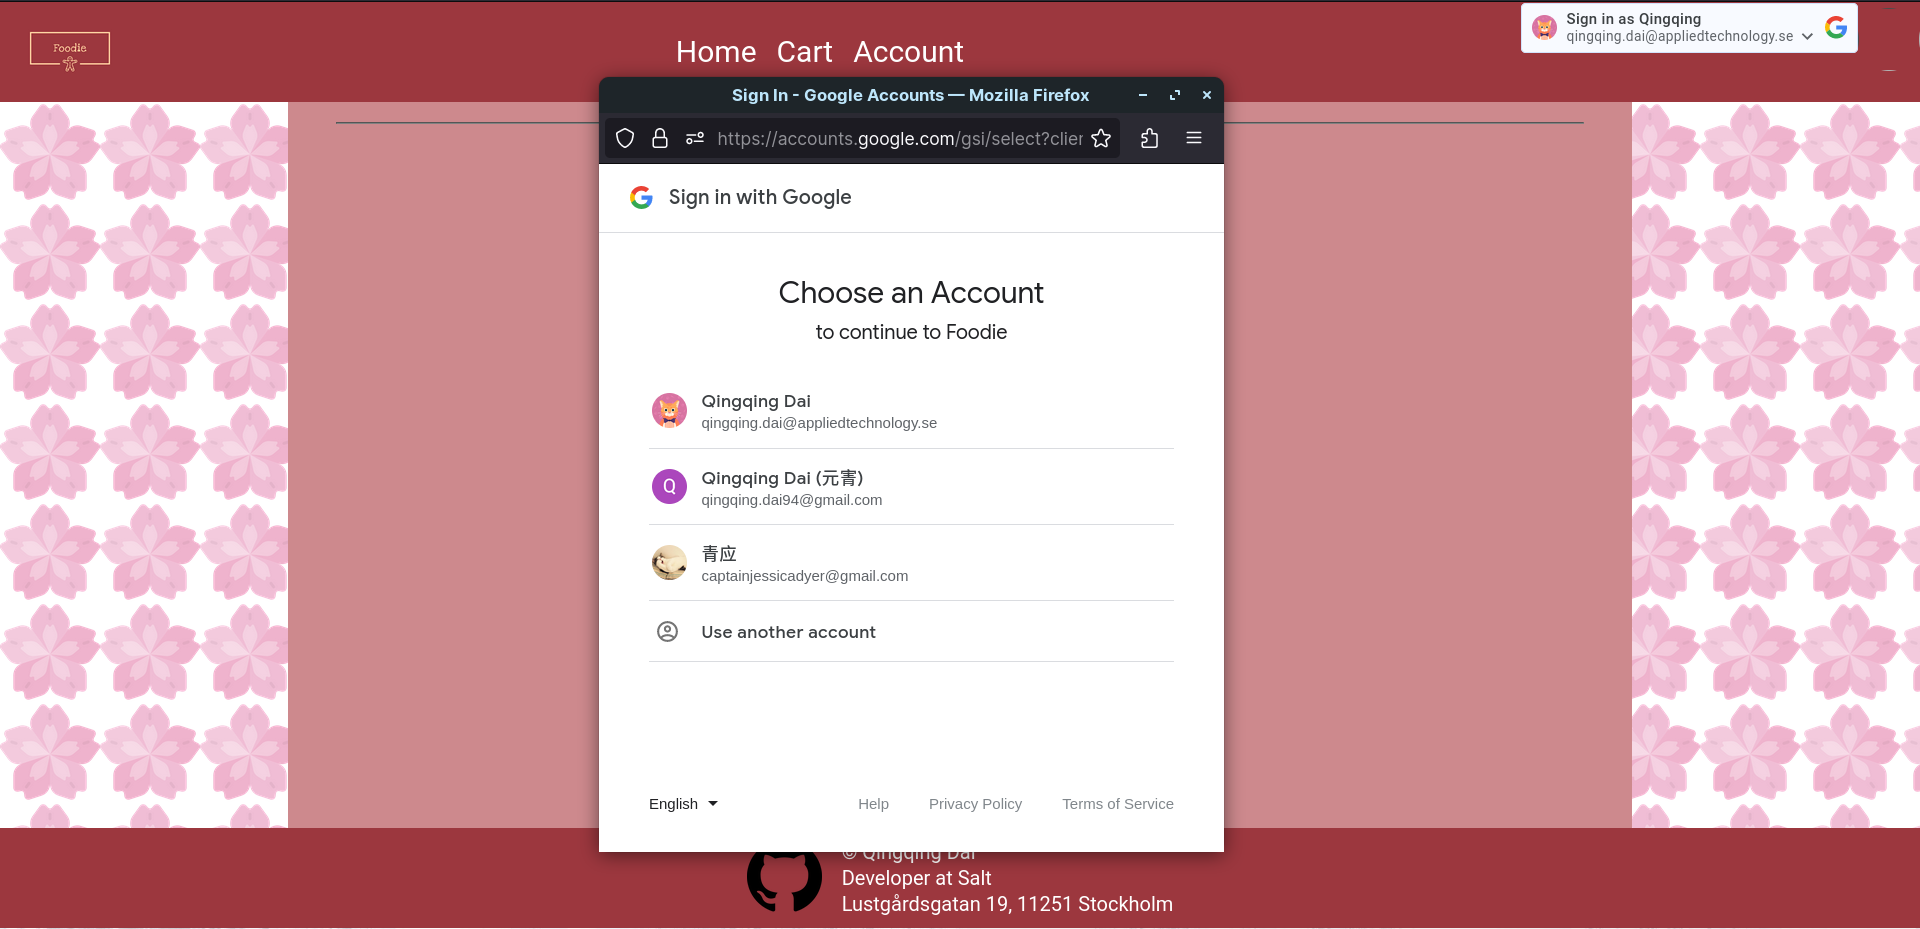 Foodie
Home Cart Account
Sign in as Qingqing
qingqing.dai@appliedtechnology.se
Sign In - Google Accounts — Mozilla Firefox
https://accounts.google.com/gsi/select?clien
Sign in with Google
Choose an Account
to continue to Foodie
Qingqing Dai
qingqing.dai@appliedtechnology.se
Q
Qingqing Dai (元害)
qingqing.dai94@gmail.com
青应
captainjessicadyer@gmail.com
Use another account
English Help Privacy Policy Terms of Service
© Qingqing Dai
Developer at Salt
Lustgårdsgatan 19, 11251 Stockholm